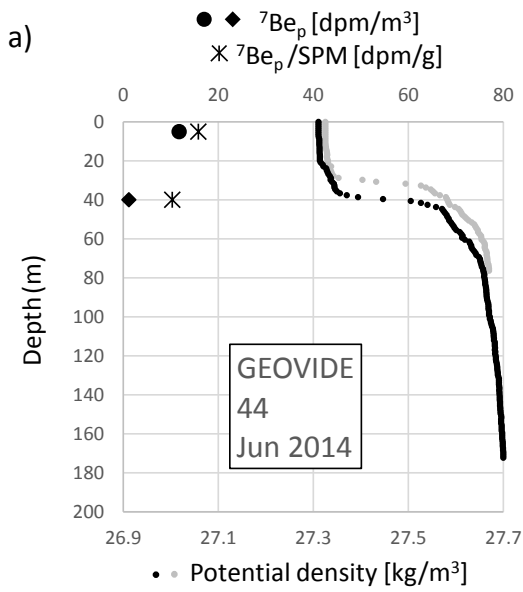 a)
● ◆ ⁷Beₚ [dpm/m³]
⁷Beₚ/SPM [dpm/g]
0 20 40 60 80
0
20
40
60
80
100
120
140
160
180
200
Depth (m)
GEOVIDE
44
Jun 2014
26.9 27.1 27.3 27.5 27.7
Potential density [kg/m³]